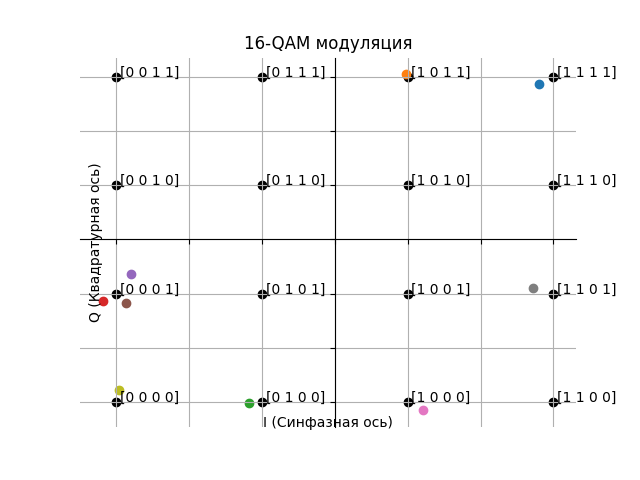 16-QAM модуляция
[0 0 1 1]
[0 1 1 1]
[1 0 1 1]
[1 1 1 1]
[0 0 1 0]
[0 1 1 0]
[1 0 1 0]
[1 1 1 0]
Q (Квадратурная ось)
[0 0 0 1]
[0 1 0 1]
[1 0 0 1]
[1 1 0 1]
[0 0 0 0]
[0 1 0 0]
[1 0 0 0]
[1 1 0 0]
I (Синфазная ось)